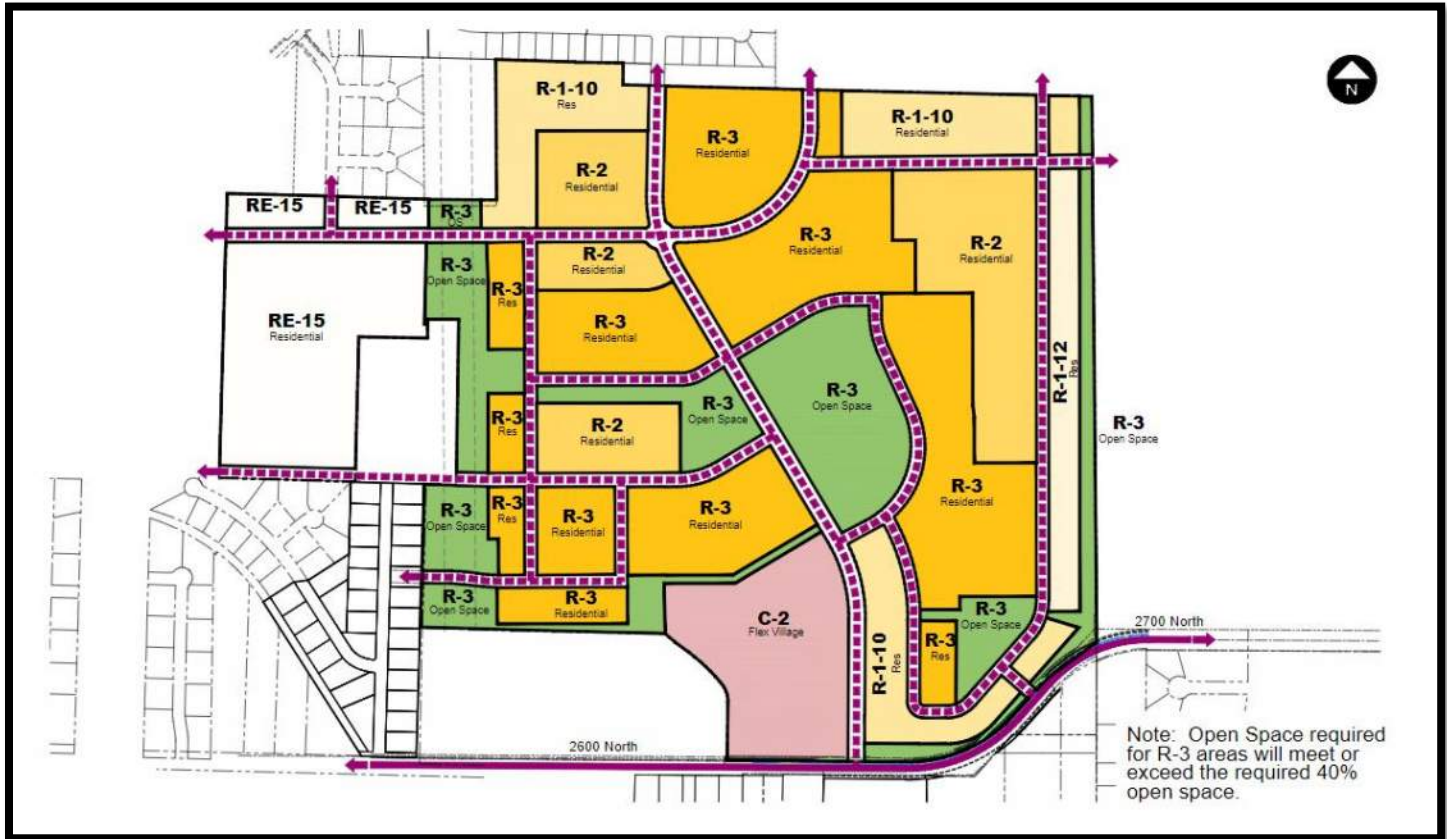 N
R-1-10
Res
R-3
Residential
R-1-10
Residential
R-2
Residential
RE-15
RE-15
R-3
OS
R-3
Residential
R-2
Residential
R-2
Residential
R-3
Open Space
R-3
Res
RE-15
Residential
R-3
Residential
R-1-12
Res
R-3
Open Space
R-3
Open Space
R-3
Open Space
R-3
Res
R-2
Residential
R-3
Residential
R-3
Open Space
R-3
Res
R-3
Residential
R-3
Residential
R-3
Open Space
R-3
Residential
C-2
Flex Village
R-3
Open Space
R-3
Res
R-1-10
Res
2700 North
2600 North
Note: Open Space required
for R-3 areas will meet or
exceed the required 40%
open space.